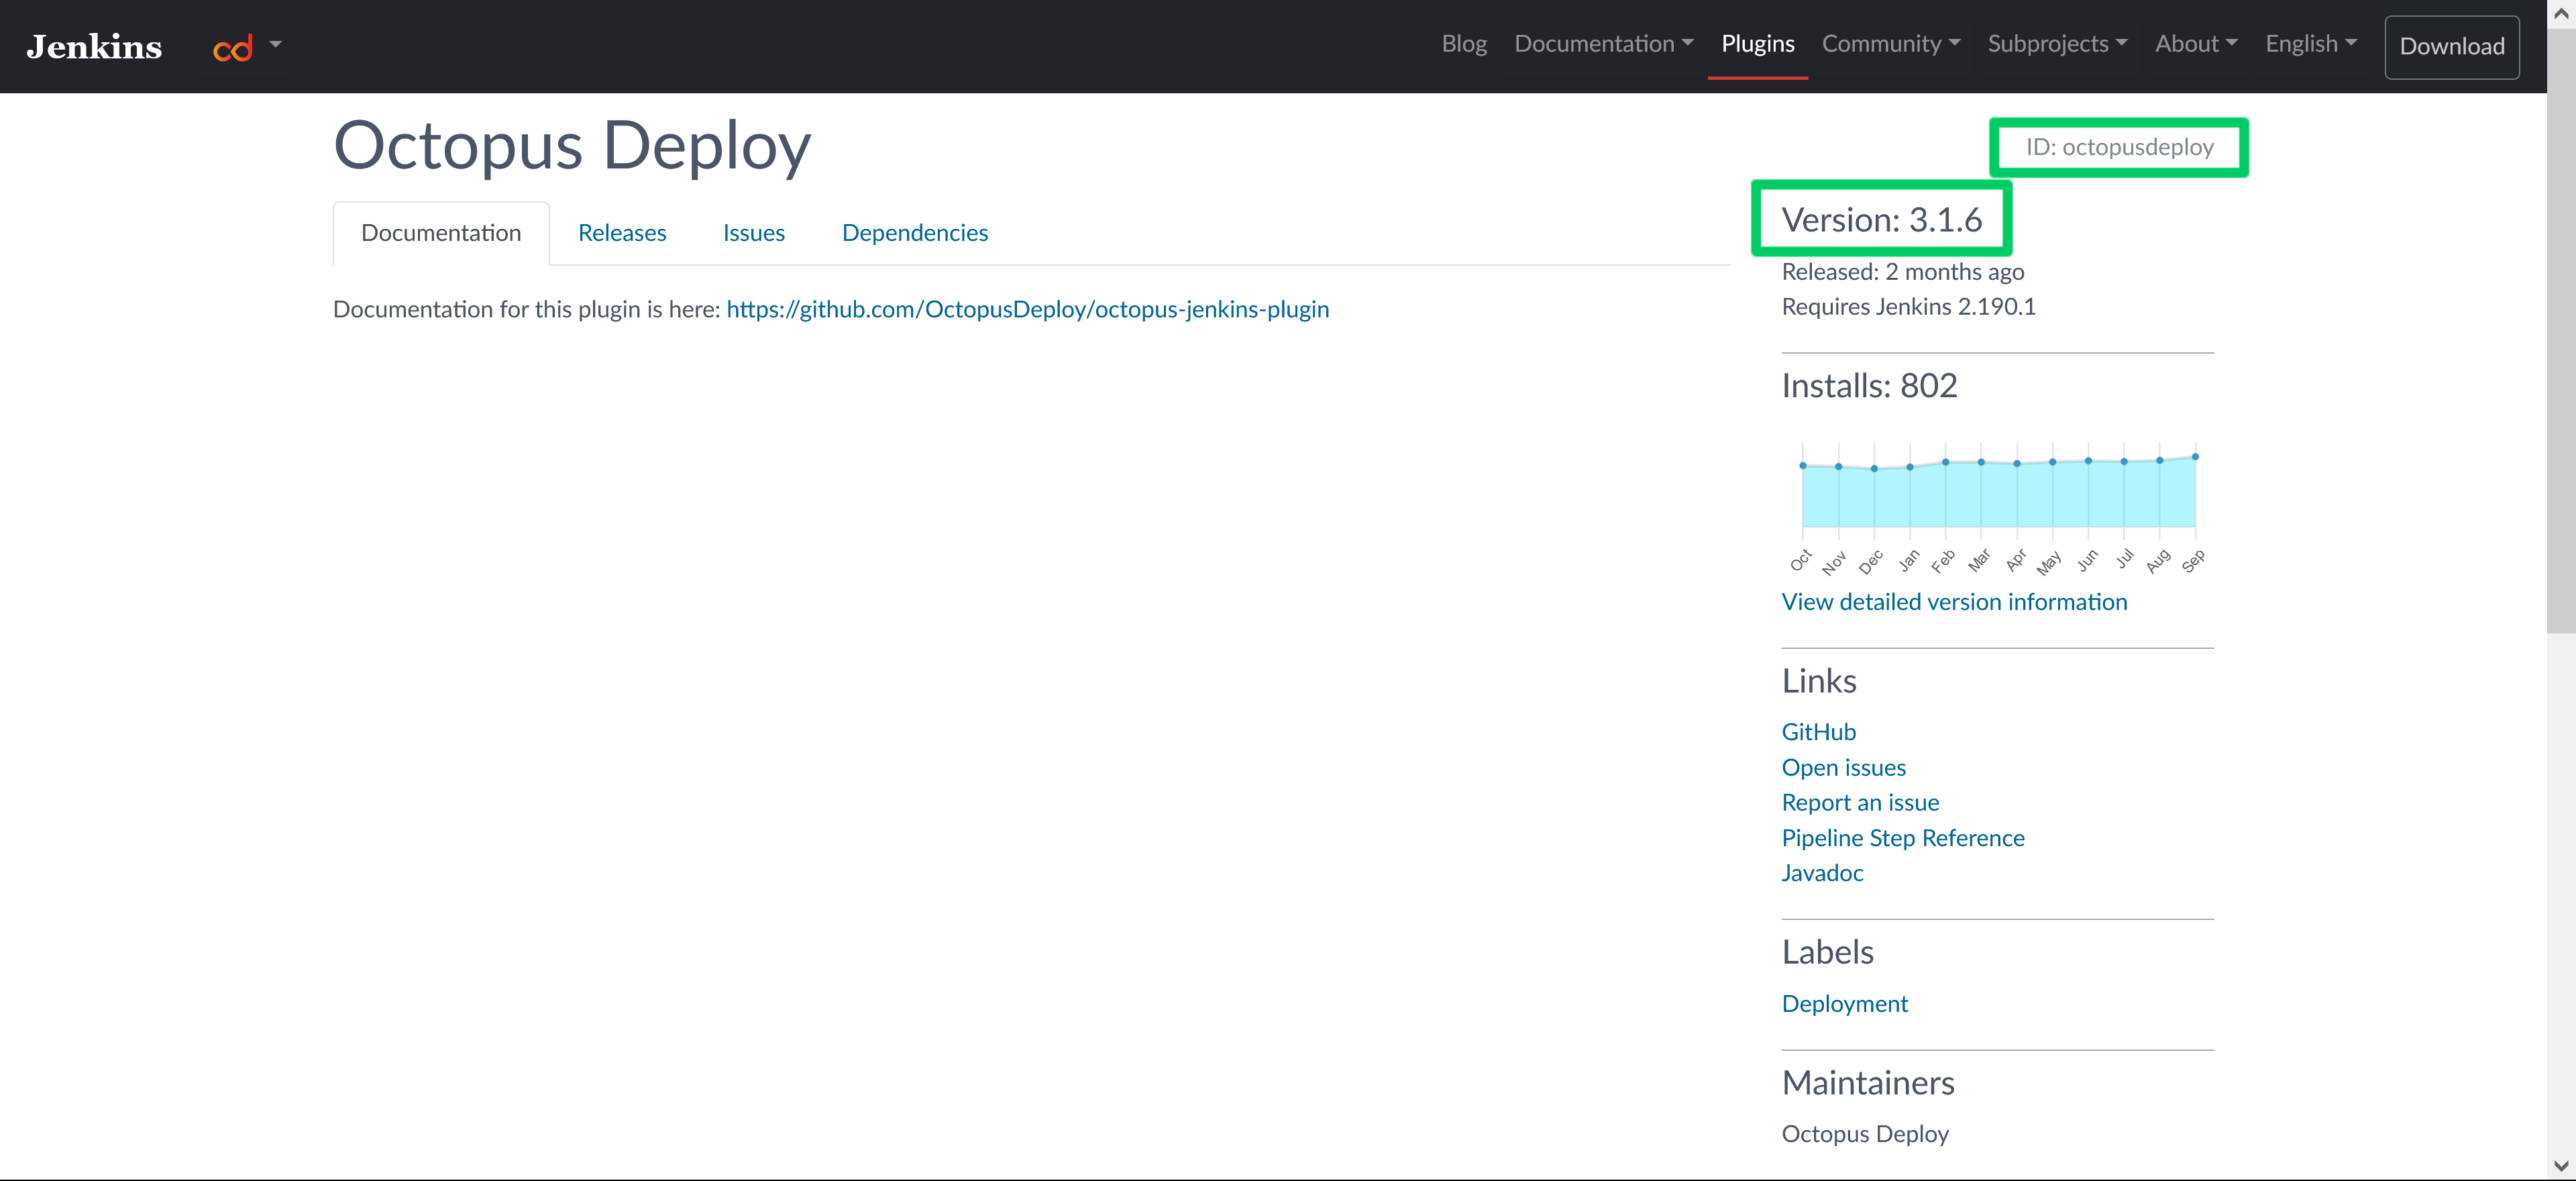 Jenkins
Blog Documentation Plugins Community Subprojects About English Download
Octopus Deploy
ID: octopusdeploy
Documentation Releases Issues Dependencies
Documentation for this plugin is here: https://github.com/OctopusDeploy/octopus-jenkins-plugin
Version: 3.1.6
Released: 2 months ago
Requires Jenkins 2.190.1
Installs: 802
Oct Nov Dec Jan Feb Mar Apr May Jun Jul Aug Sep
View detailed version information
Links
GitHub
Open issues
Report an issue
Pipeline Step Reference
Javadoc
Labels
Deployment
Maintainers
Octopus Deploy